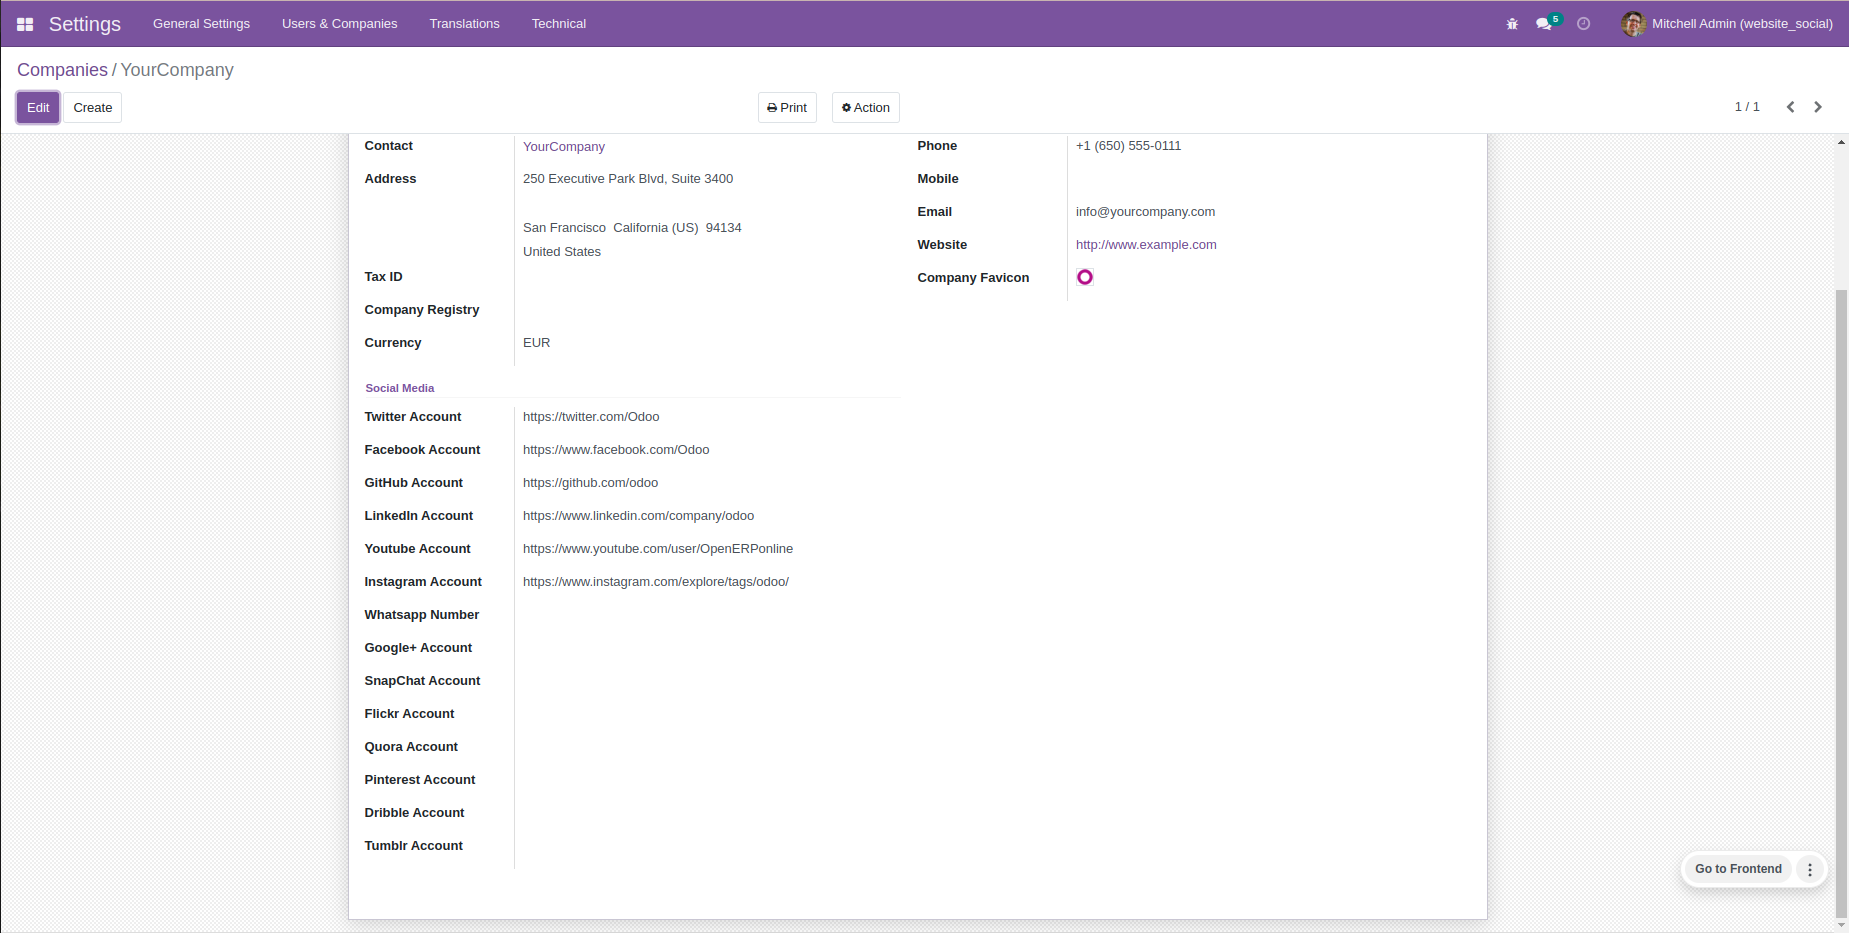 Settings General Settings Users & Companies Translations Technical 5 Mitchell Admin (website_social)
Companies / YourCompany
Edit Create Print Action 1 / 1
Contact YourCompany Phone +1 (650) 555-0111
Address 250 Executive Park Blvd, Suite 3400 Mobile
Email info@yourcompany.com
San Francisco California (US) 94134
Website http://www.example.com
United States
Tax ID Company Favicon
Company Registry
Currency EUR
Social Media
Twitter Account https://twitter.com/Odoo
Facebook Account https://www.facebook.com/Odoo
GitHub Account https://github.com/odoo
LinkedIn Account https://www.linkedin.com/company/odoo
Youtube Account https://www.youtube.com/user/OpenERPonline
Instagram Account https://www.instagram.com/explore/tags/odoo/
Whatsapp Number
Google+ Account
SnapChat Account
Flickr Account
Quora Account
Pinterest Account
Dribble Account
Tumblr Account
Go to Frontend